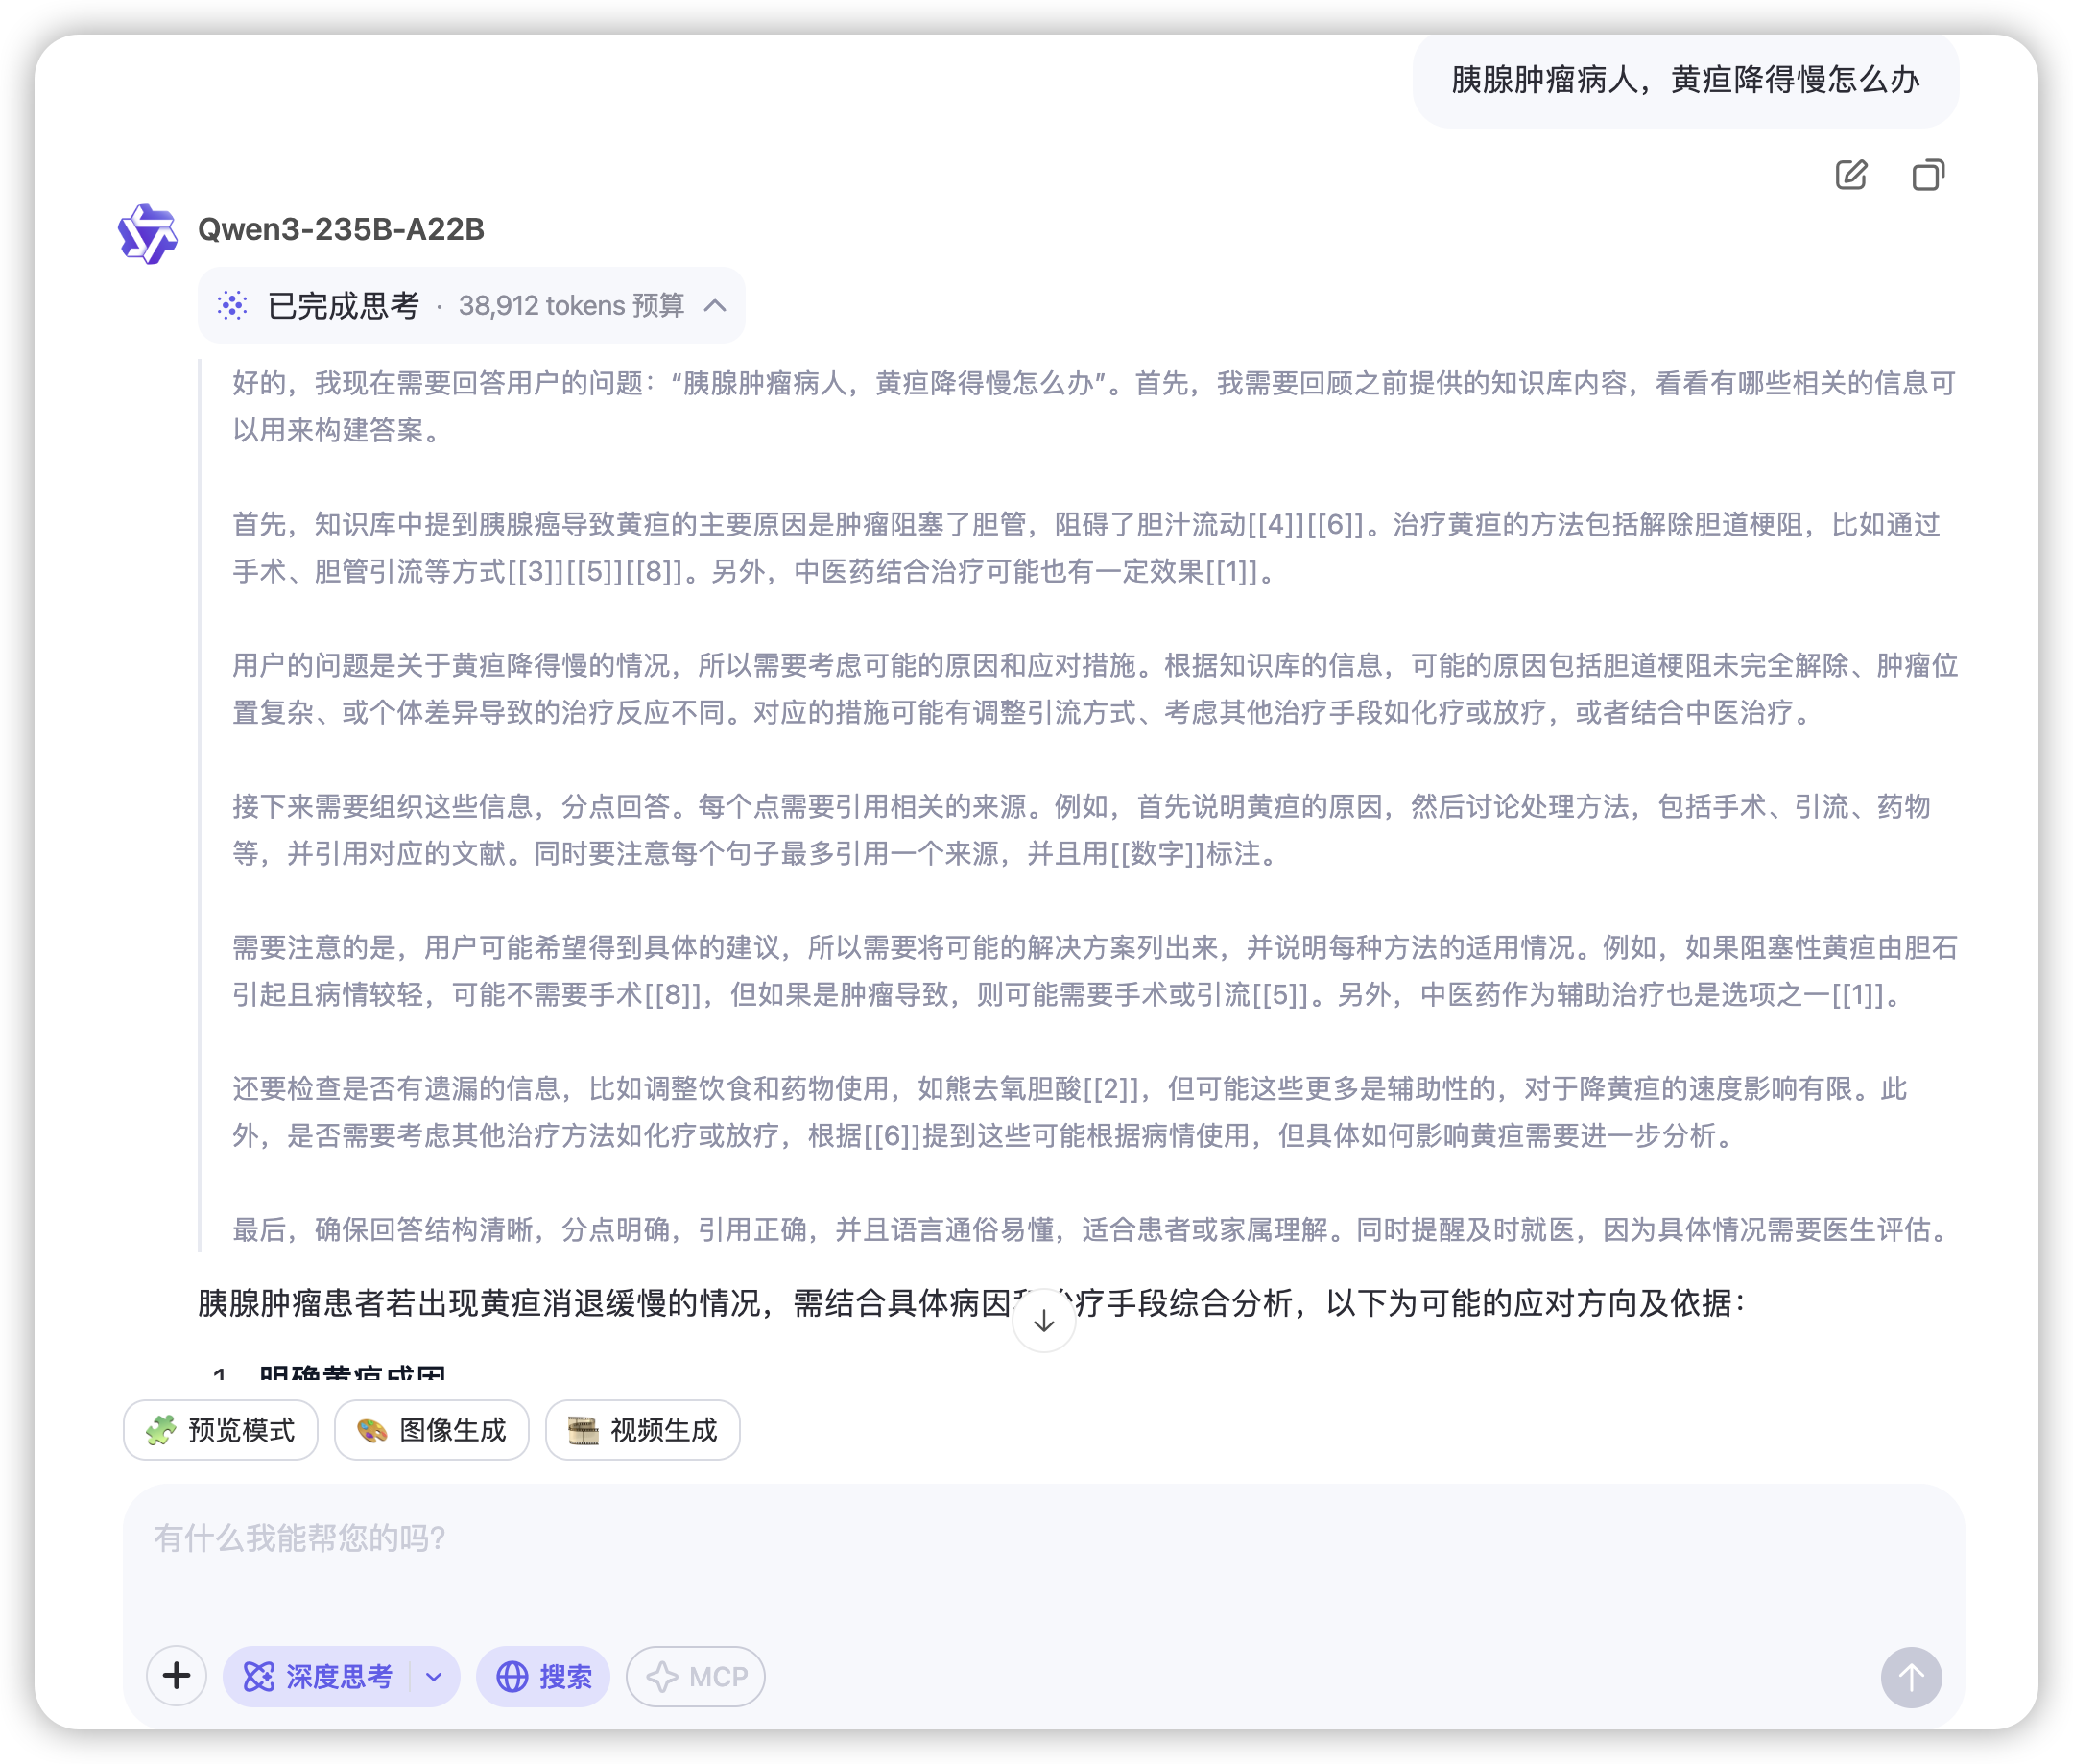 胰腺肿瘤病人，黄疸降得慢怎么办
Qwen3-235B-A22B
已完成思考 · 38,912 tokens 预算
好的，我现在需要回答用户的问题：“胰腺肿瘤病人，黄疸降得慢怎么办”。首先，我需要回顾之前提供的知识库内容，看看有哪些相关的信息可
以用来构建答案。
首先，知识库中提到胰腺癌导致黄疸的主要原因是肿瘤阻塞了胆管，阻碍了胆汁流动[[4]][[6]]。治疗黄疸的方法包括解除胆道梗阻，比如通过
手术、胆管引流等方式[[3]][[5]][[8]]。另外，中医药结合治疗可能也有一定效果[[1]]。
用户的问题是关于黄疸降得慢的情况，所以需要考虑可能的原因和应对措施。根据知识库的信息，可能的原因包括胆道梗阻未完全解除、肿瘤位
置复杂、或个体差异导致的治疗反应不同。对应的措施可能有调整引流方式、考虑其他治疗手段如化疗或放疗，或者结合中医治疗。
接下来需要组织这些信息，分点回答。每个点需要引用相关的来源。例如，首先说明黄疸的原因，然后讨论处理方法，包括手术、引流、药物
等，并引用对应的文献。同时要注意每个句子最多引用一个来源，并且用[[数字]]标注。
需要注意的是，用户可能希望得到具体的建议，所以需要将可能的解决方案列出来，并说明每种方法的适用情况。例如，如果阻塞性黄疸由胆石
引起且病情较轻，可能不需要手术[[8]]，但如果是肿瘤导致，则可能需要手术或引流[[5]]。另外，中医药作为辅助治疗也是选项之一[[1]]。
还要检查是否有遗漏的信息，比如调整饮食和药物使用，如熊去氧胆酸[[2]]，但可能这些更多是辅助性的，对于降黄疸的速度影响有限。此
外，是否需要考虑其他治疗方法如化疗或放疗，根据[[6]]提到这些可能根据病情使用，但具体如何影响黄疸需要进一步分析。
最后，确保回答结构清晰，分点明确，引用正确，并且语言通俗易懂，适合患者或家属理解。同时提醒及时就医，因为具体情况需要医生评估。
胰腺肿瘤患者若出现黄疸消退缓慢的情况，需结合具体病因和治疗手段综合分析，以下为可能的应对方向及依据：
1. 明确黄疸成因
预览模式 图像生成 视频生成
有什么我能帮您的吗？
深度思考 搜索 MCP